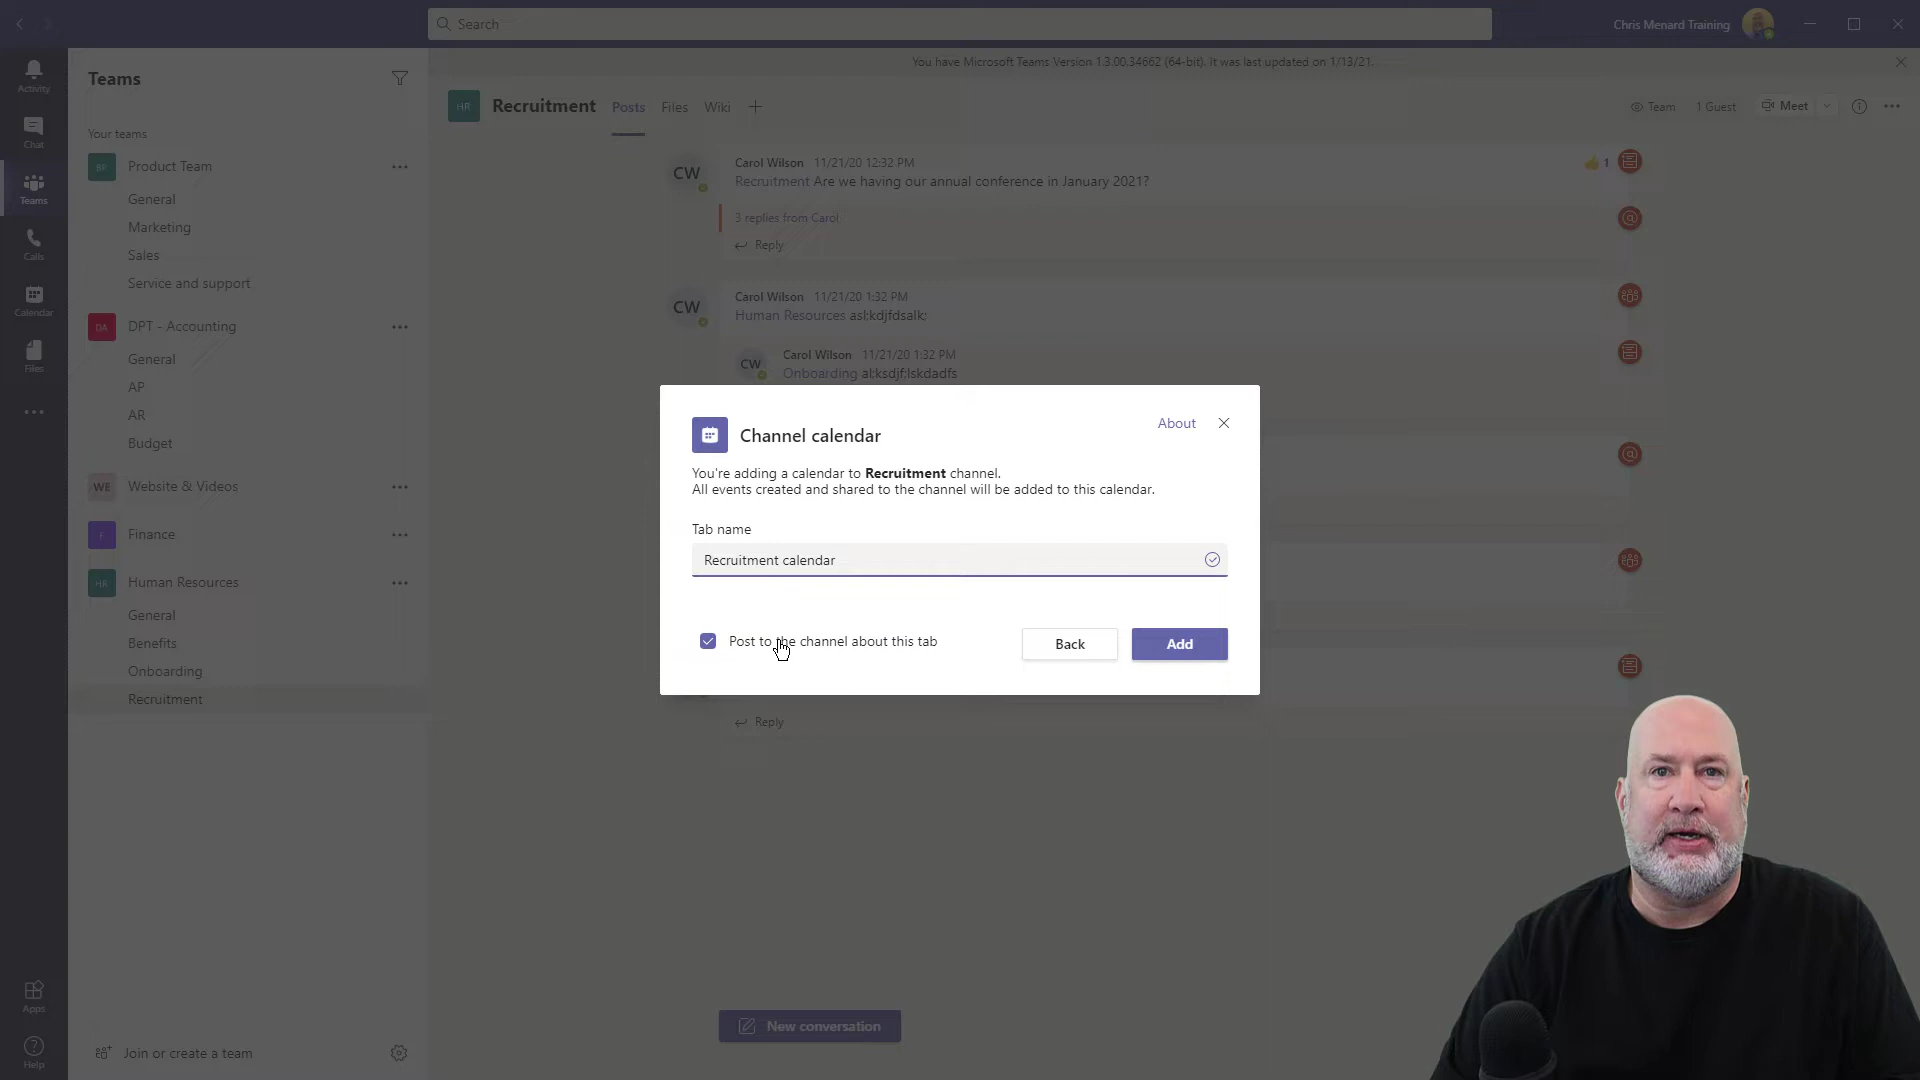 Search
Chris Menard Training
You have Microsoft Teams Version 1.3.00.34662 (64-bit). It was last updated on 1/13/21.
Activity
Chat
Teams
Calls
Calendar
Files
Apps
Help
Teams
Your teams
Product Team
General
Marketing
Sales
Service and support
DA
DPT - Accounting
General
AP
AR
Budget
WE
Website & Videos
F
Finance
HR
Human Resources
General
Benefits
Onboarding
Recruitment
Join or create a team
HR
Recruitment Posts Files Wiki
Team 1 Guest Meet
CW
Carol Wilson 11/21/20 12:32 PM
1
Recruitment Are we having our annual conference in January 2021?
3 replies from Carol
Reply
CW
Carol Wilson 11/21/20 1:32 PM
Human Resources asl;kdjfdsalk;
CW
Carol Wilson 11/21/20 1:32 PM
Onboarding al;ksdjf;lskdadfs
Channel calendar
About
You're adding a calendar to Recruitment channel.
All events created and shared to the channel will be added to this calendar.
Tab name
Recruitment calendar
Post to the channel about this tab
Back
Add
Reply
New conversation